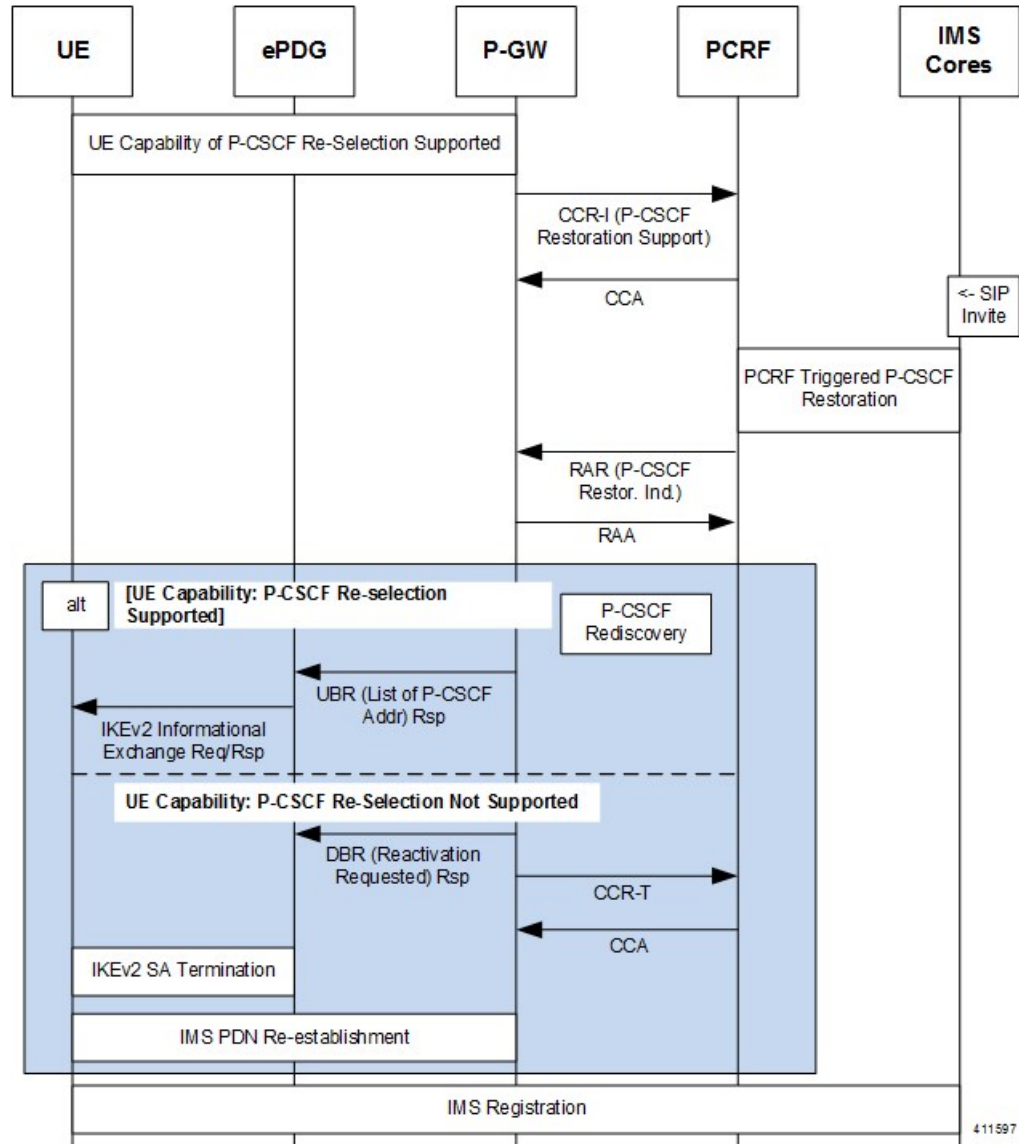 UE
ePDG
P-GW
PCRF
IMS
Cores
UE Capability of P-CSCF Re-Selection Supported
CCR-I (P-CSCF
Restoration Support)
CCA
<- SIP
Invite
PCRF Triggered P-CSCF
Restoration
RAR (P-CSCF
Restor. Ind.)
RAA
alt
[UE Capability: P-CSCF Re-selection
Supported]
P-CSCF
Rediscovery
UBR (List of P-CSCF
Addr) Rsp
IKEv2 Informational
Exchange Req/Rsp
UE Capability: P-CSCF Re-Selection Not Supported
DBR (Reactivation
Requested) Rsp
CCR-T
CCA
IKEv2 SA Termination
IMS PDN Re-establishment
IMS Registration
411597